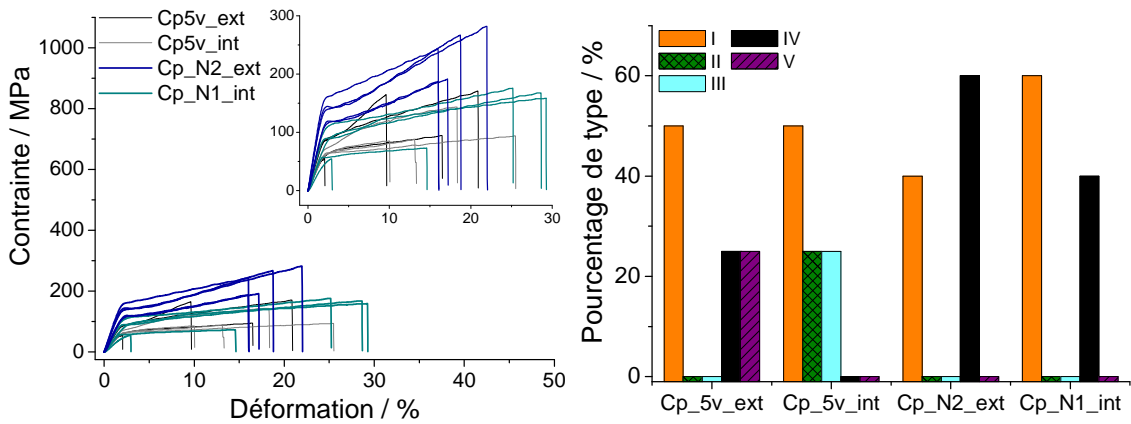 Cp5v_ext
Cp5v_int
Cp_N2_ext
Cp_N1_int
Contrainte / MPa
1000
800
600
400
200
0
0 10 20 30 40 50
Déformation / %
300
200
100
0
0 10 20 30
I IV
II V
III
Pourcentage de type / %
60
40
20
0
Cp_5v_ext Cp_5v_int Cp_N2_ext Cp_N1_int